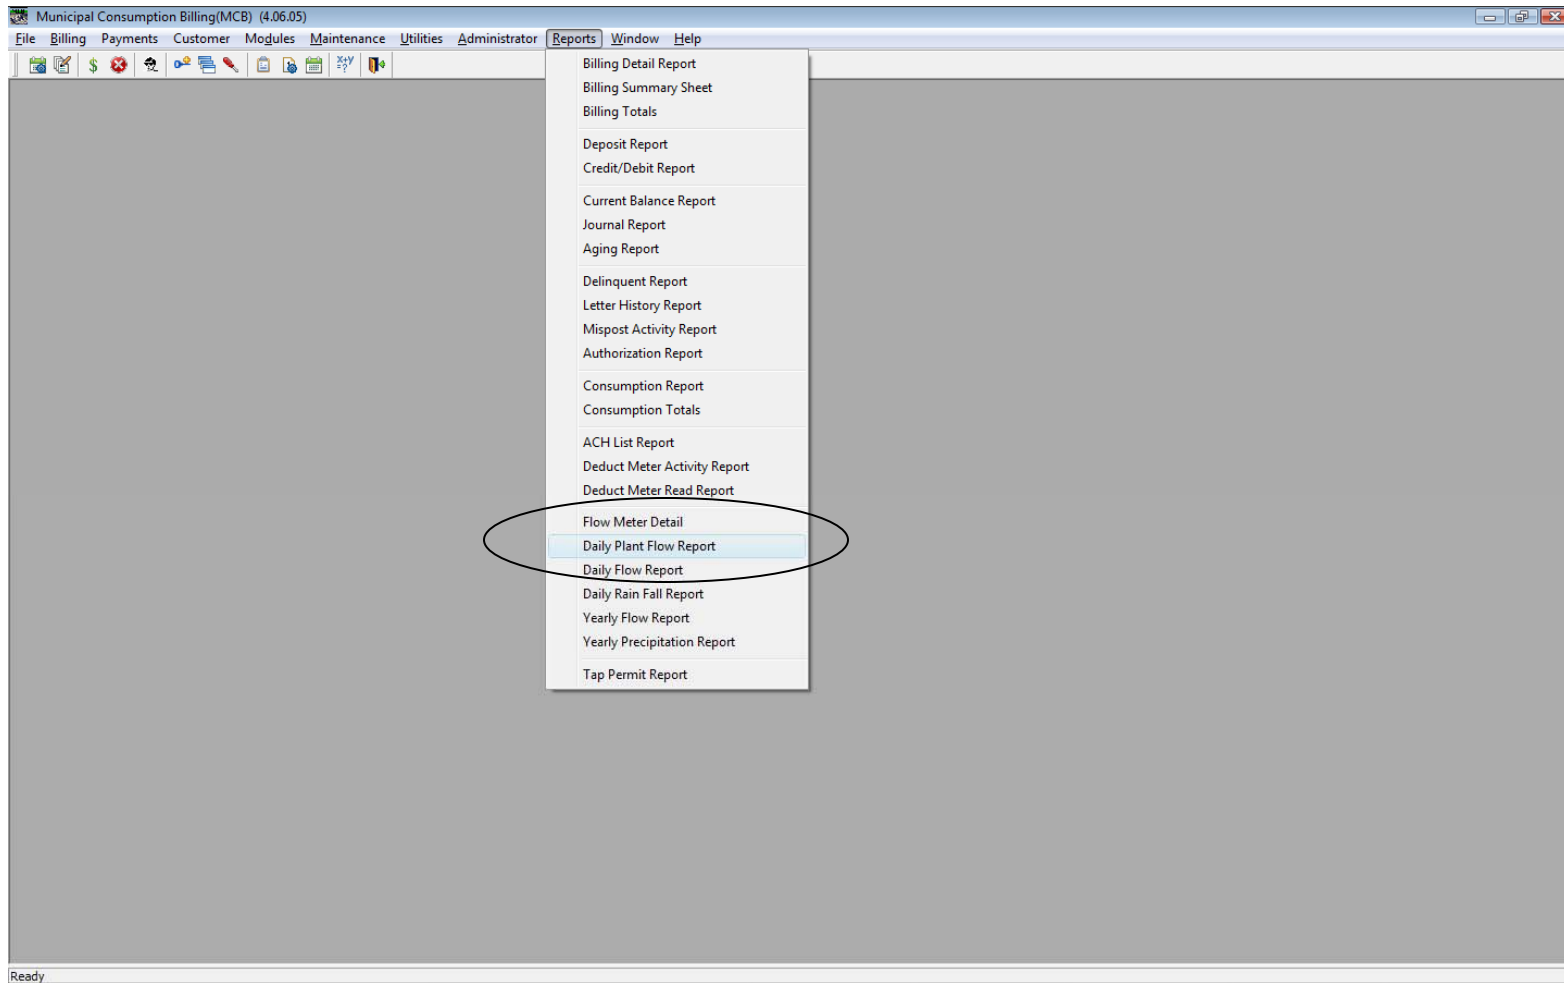 Municipal Consumption Billing(MCB) (4.06.05)
File Billing Payments Customer Modules Maintenance Utilities Administrator Reports Window Help
Billing Detail Report
Billing Summary Sheet
Billing Totals
Deposit Report
Credit/Debit Report
Current Balance Report
Journal Report
Aging Report
Delinquent Report
Letter History Report
Mispost Activity Report
Authorization Report
Consumption Report
Consumption Totals
ACH List Report
Deduct Meter Activity Report
Deduct Meter Read Report
Flow Meter Detail
Daily Plant Flow Report
Daily Flow Report
Daily Rain Fall Report
Yearly Flow Report
Yearly Precipitation Report
Tap Permit Report
Ready